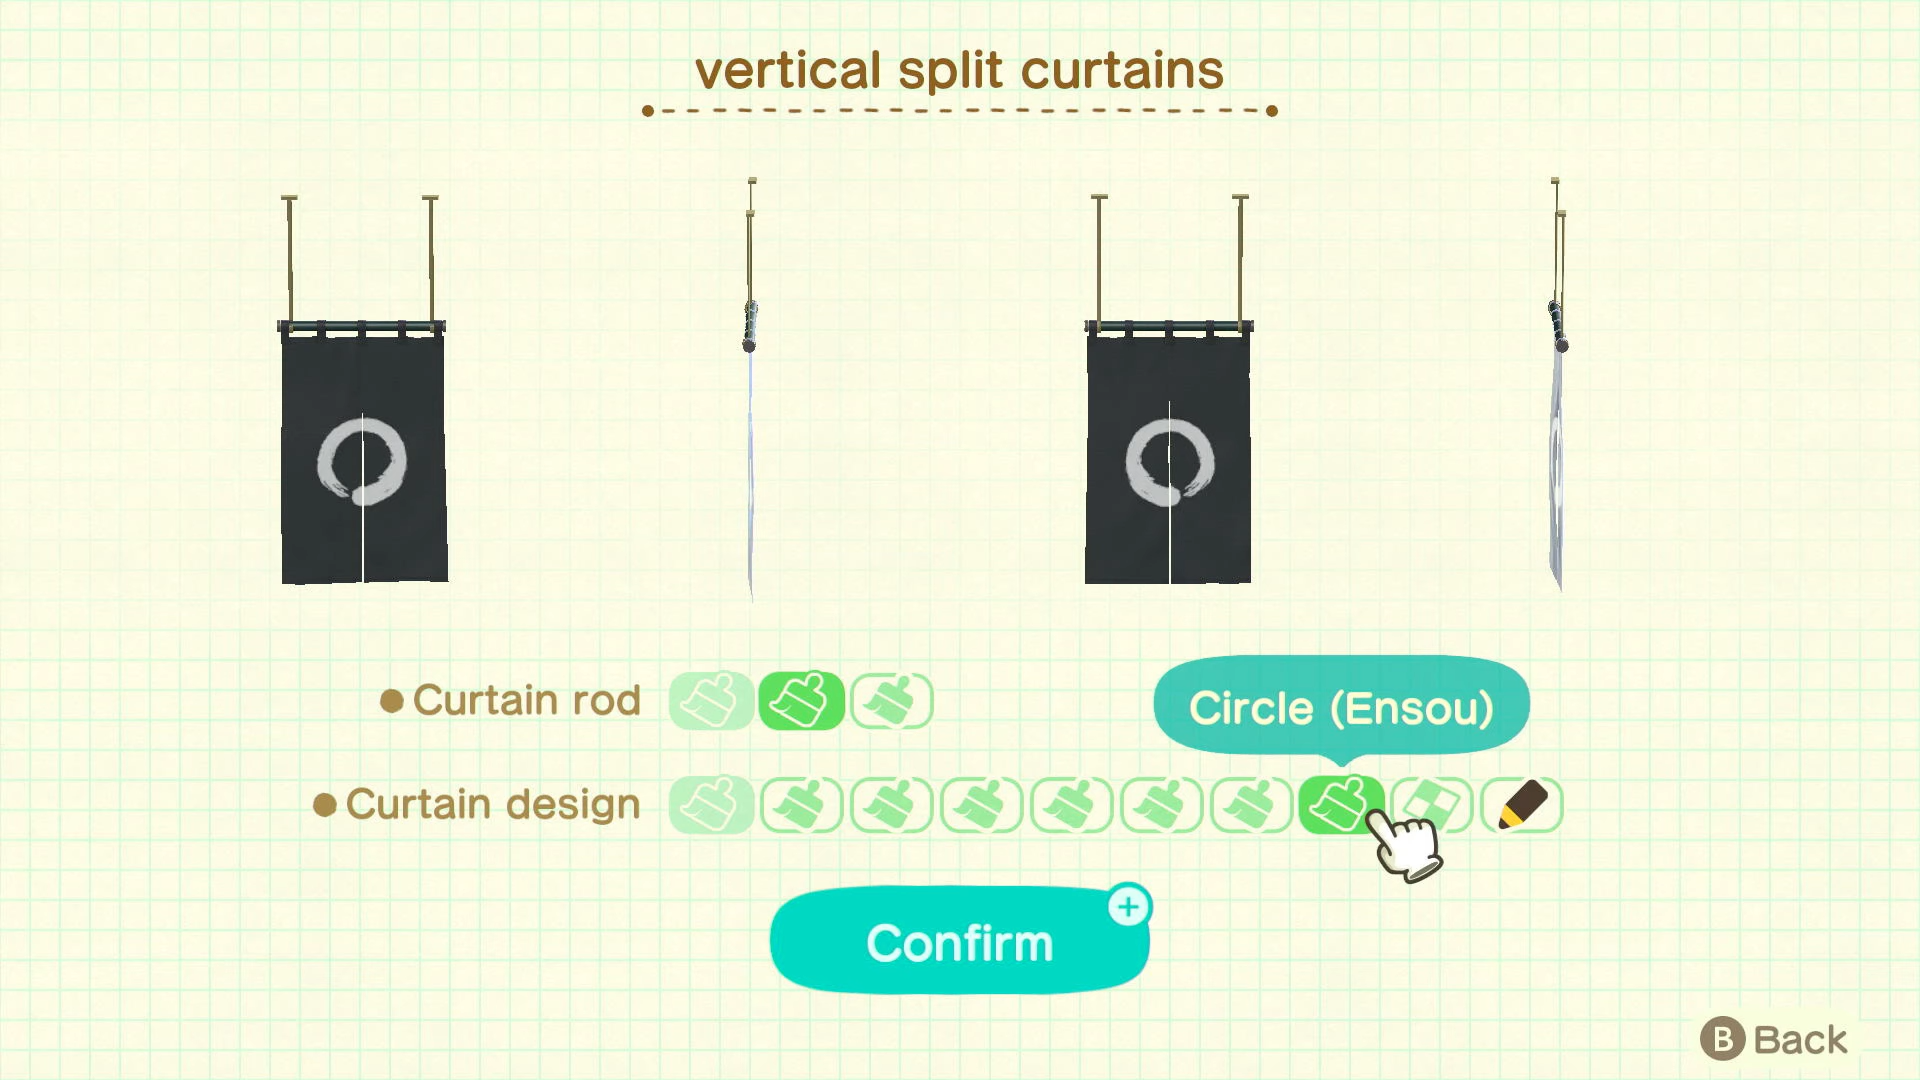 vertical split curtains
Curtain rod
Circle (Ensou)
Curtain design
Confirm
B Back